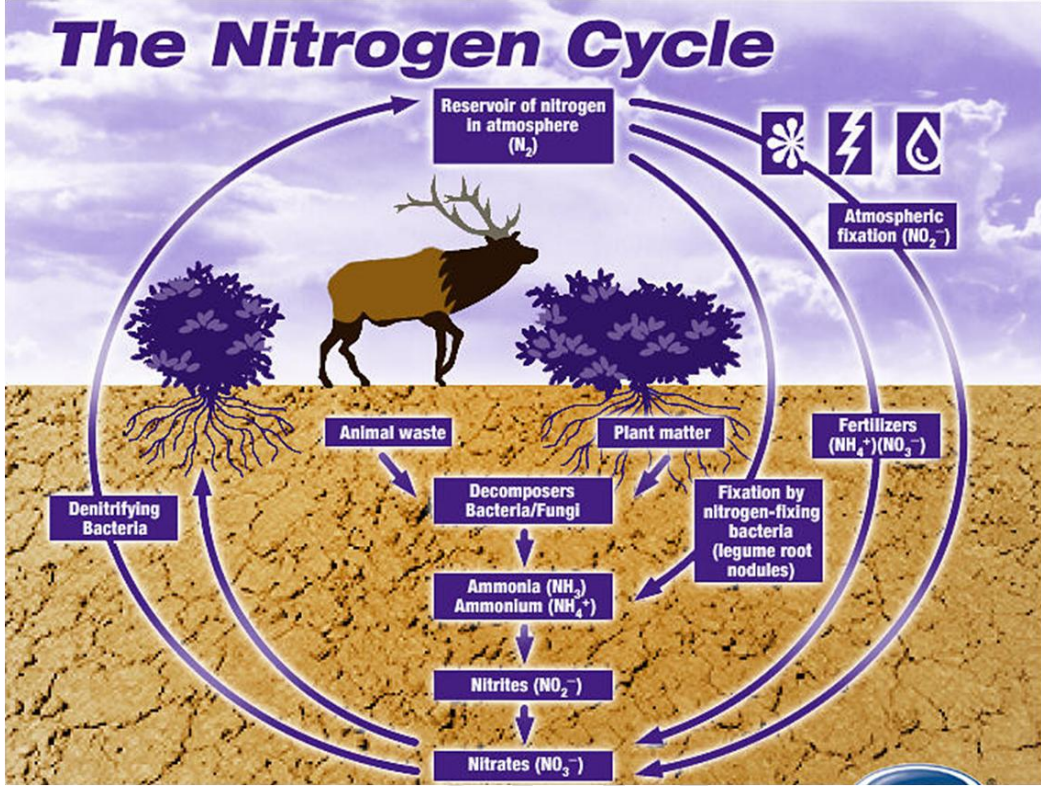 The Nitrogen Cycle
Reservoir of nitrogen
in atmosphere
(N₂)
Atmospheric
fixation (NO₂⁻)
Animal waste
Plant matter
Fertilizers
(NH₄⁺)(NO₃⁻)
Denitrifying
Bacteria
Decomposers
Bacteria/Fungi
Fixation by
nitrogen-fixing
bacteria
(legume root
nodules)
Ammonia (NH₃)
Ammonium (NH₄⁺)
Nitrites (NO₂⁻)
Nitrates (NO₃⁻)
®